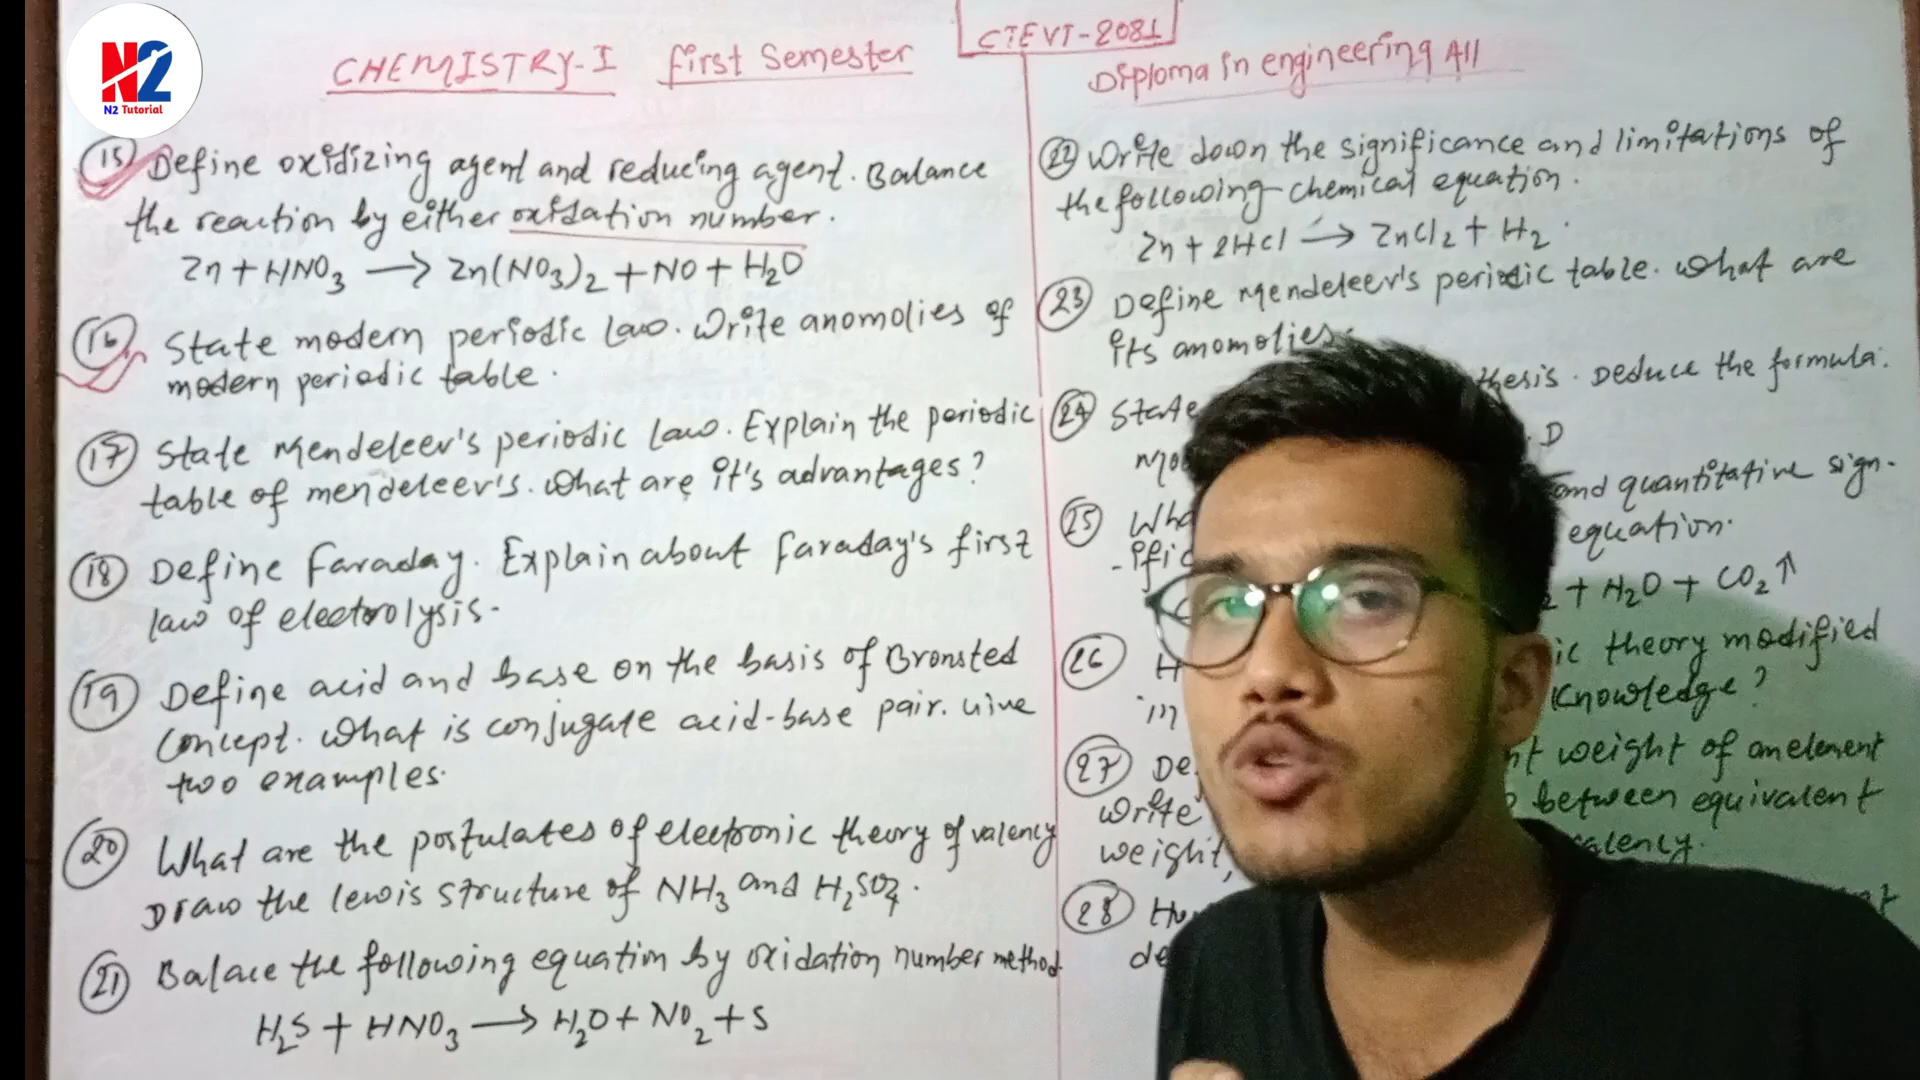 N2
N2 Tutorial
CHEMISTRY-I first Semester
CTEVT-2081
Diploma in engineering All
(15) Define oxidizing agent and reducing agent. Balance
the reaction by either oxidation number.
Zn + HNO3 → Zn(NO3)2 + NO + H2O
(16) State modern periodic law. Write anomolies of
modern periodic table.
(17) State Mendeleev's periodic law. Explain the periodic
table of mendeleev's. What are it's advantages?
(18) Define Faraday. Explain about faraday's first
law of electrolysis.
(19) Define acid and base on the basis of Bronsted
Concept. What is conjugate acid-base pair. Give
two examples.
(20) What are the postulates of electronic theory of valency
Draw the lewis structure of NH3 and H2SO4.
(21) Balace the following equation by oxidation number method
H2S + HNO3 → H2O + NO2 + S
(22) Write down the significance and limitations of
the following chemical equation.
Zn + 2HCl → ZnCl2 + H2.
(23) Define Mendeleev's periodic table. What are
its anomolies.
(24) State thesis. Deduce the formula.
. D
(25) and quantitative sign-
-ific equation.
+ H2O + CO2↑
(26) H ic theory modified
in Knowledge?
(27) De nt weight of an element
Write between equivalent
weight, alency.
(28)
de